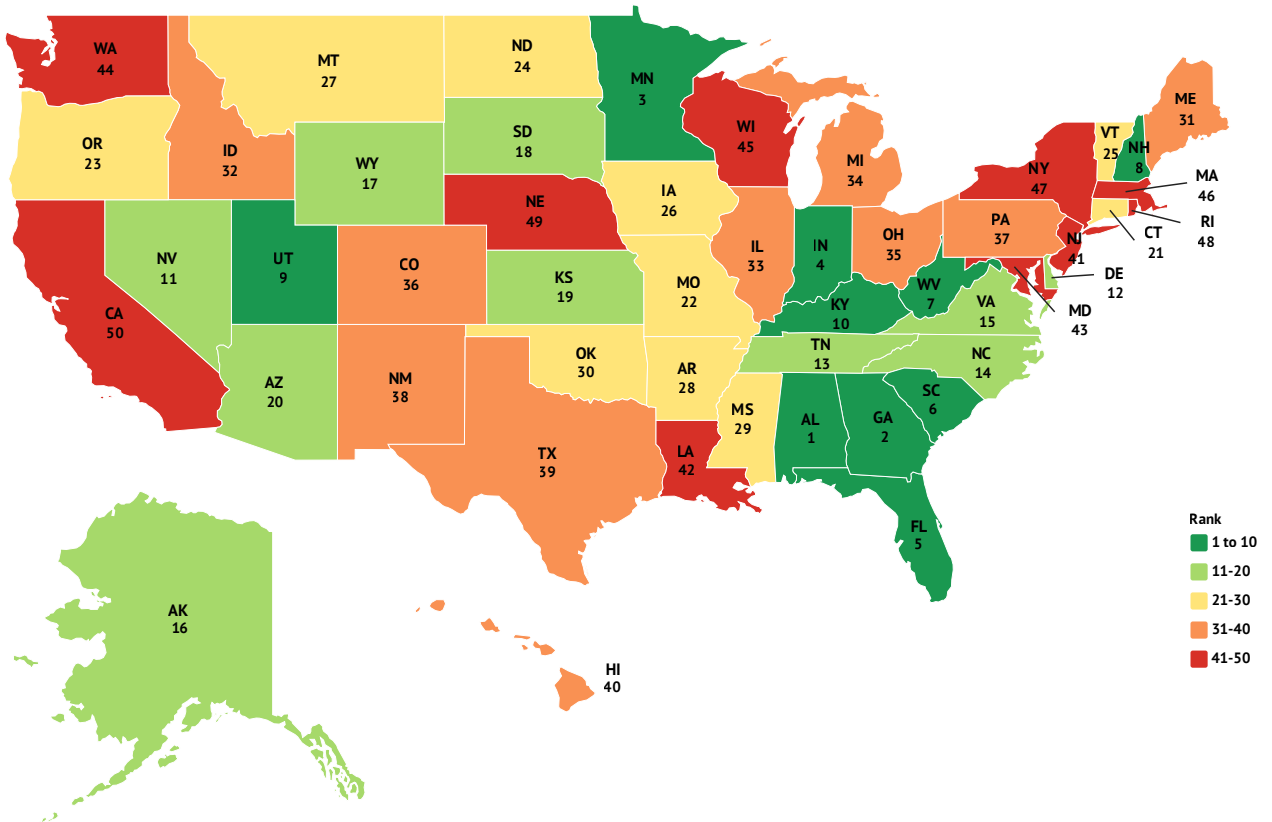 WA
44
MT
27
ND
24
MN
3
OR
23
ID
32
WY
17
SD
18
WI
45
MI
34
NY
47
VT
25
NH
8
ME
31
MA
46
RI
48
CT
21
NV
11
UT
9
CO
36
NE
49
IA
26
IL
33
IN
4
OH
35
PA
37
NJ
41
DE
12
MD
43
CA
50
KS
19
MO
22
KY
10
WV
7
VA
15
AZ
20
NM
38
OK
30
AR
28
TN
13
NC
14
SC
6
TX
39
LA
42
MS
29
AL
1
GA
2
FL
5
AK
16
HI
40
Rank
1 to 10
11-20
21-30
31-40
41-50